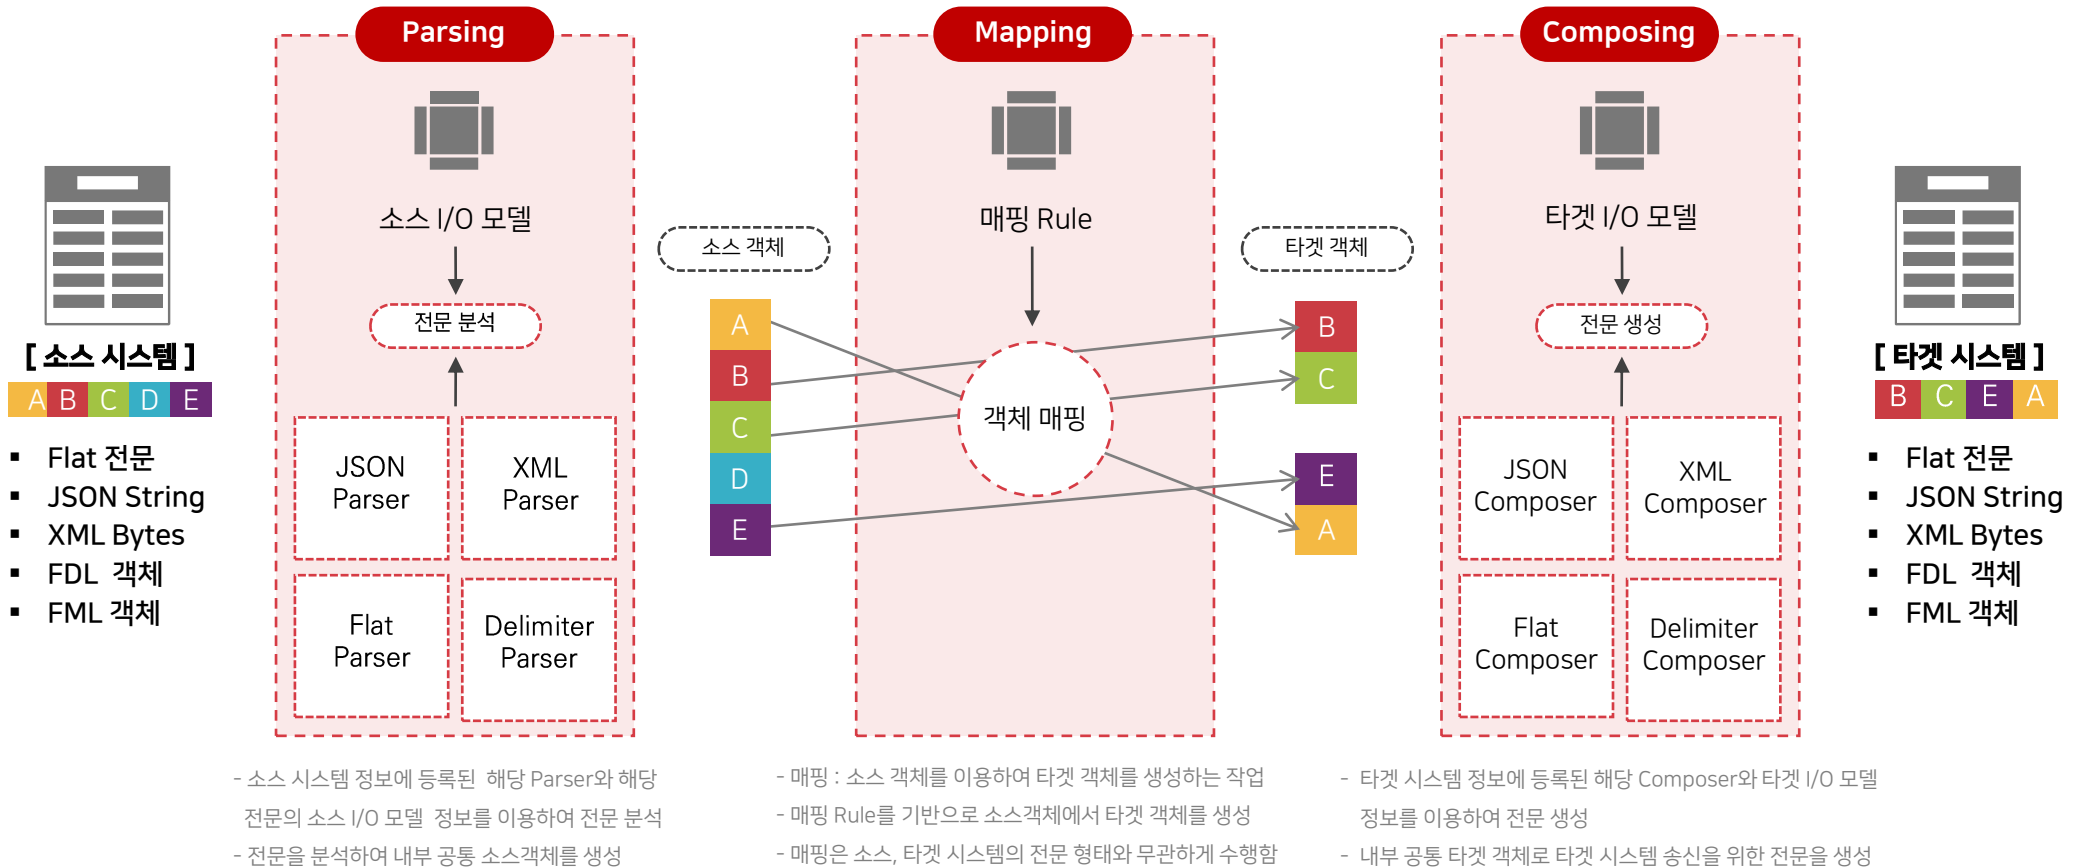 Parsing
Mapping
Composing
소스 I/O 모델
매핑 Rule
타겟 I/O 모델
소스 객체
타겟 객체
전문 분석
전문 생성
객체 매핑
[ 소스 시스템 ]
A B C D E
▪ Flat 전문
▪ JSON String
▪ XML Bytes
▪ FDL 객체
▪ FML 객체
JSON
Parser
XML
Parser
Flat
Parser
Delimiter
Parser
A
B
C
D
E
B
C
E
A
JSON
Composer
XML
Composer
Flat
Composer
Delimiter
Composer
[ 타겟 시스템 ]
B C E A
▪ Flat 전문
▪ JSON String
▪ XML Bytes
▪ FDL 객체
▪ FML 객체
- 소스 시스템 정보에 등록된 해당 Parser와 해당
전문의 소스 I/O 모델 정보를 이용하여 전문 분석
- 전문을 분석하여 내부 공통 소스객체를 생성
- 매핑 : 소스 객체를 이용하여 타겟 객체를 생성하는 작업
- 매핑 Rule를 기반으로 소스객체에서 타겟 객체를 생성
- 매핑은 소스, 타겟 시스템의 전문 형태와 무관하게 수행함
- 타겟 시스템 정보에 등록된 해당 Composer와 타겟 I/O 모델
정보를 이용하여 전문 생성
- 내부 공통 타겟 객체로 타겟 시스템 송신을 위한 전문을 생성